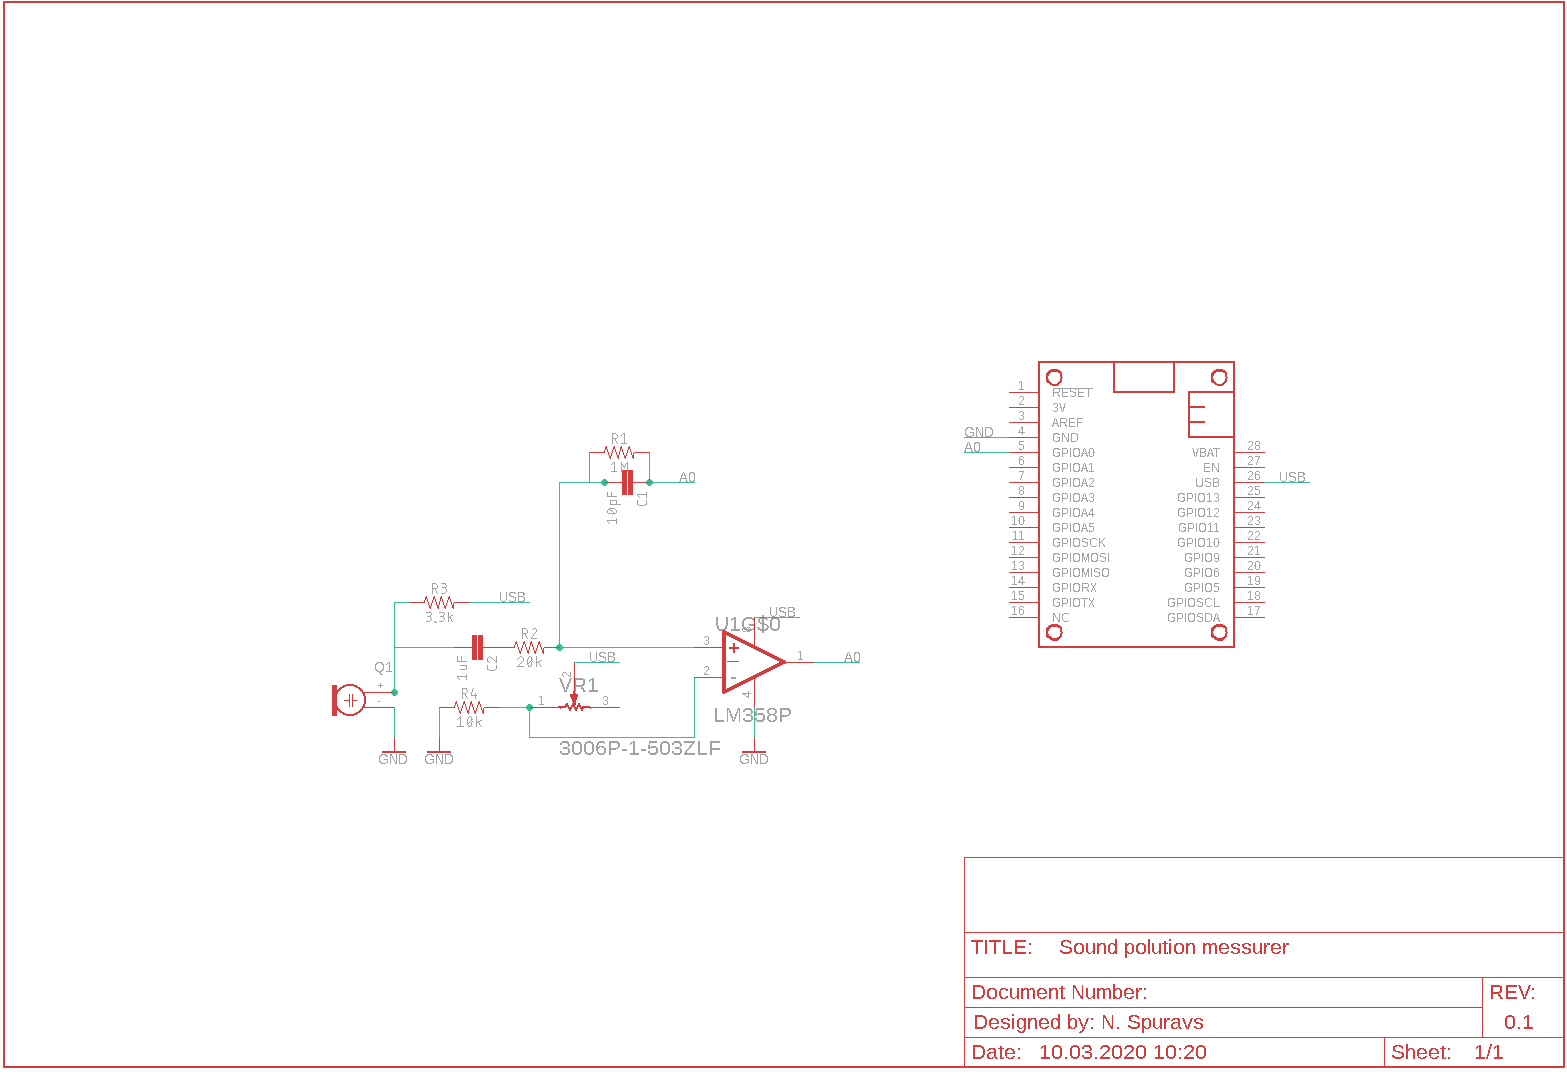 R1
1M
A0
10pF
C1
R3
USB
3.3k
R2
20k
1uF
C2
Q1
+
-
R4
10k
USB
VR1
1
2
3
3006P-1-503ZLF
GND
GND
U1G$0
USB
8
3
2
+
-
1
A0
4
LM358P
GND
GND
A0
1 RESET
2 3V
3 AREF
4 GND
5 GPIOA0
6 GPIOA1
7 GPIOA2
8 GPIOA3
9 GPIOA4
10 GPIOA5
11 GPIOSCK
12 GPIOMOSI
13 GPIOMISO
14 GPIORX
15 GPIOTX
16 NC
VBAT 28
EN 27
USB 26 USB
GPIO13 25
GPIO12 24
GPIO11 23
GPIO10 22
GPIO9 21
GPIO6 20
GPIO5 19
GPIOSCL 18
GPIOSDA 17
TITLE: Sound polution messurer
Document Number:
REV:
Designed by: N. Spuravs
0.1
Date: 10.03.2020 10:20
Sheet: 1/1